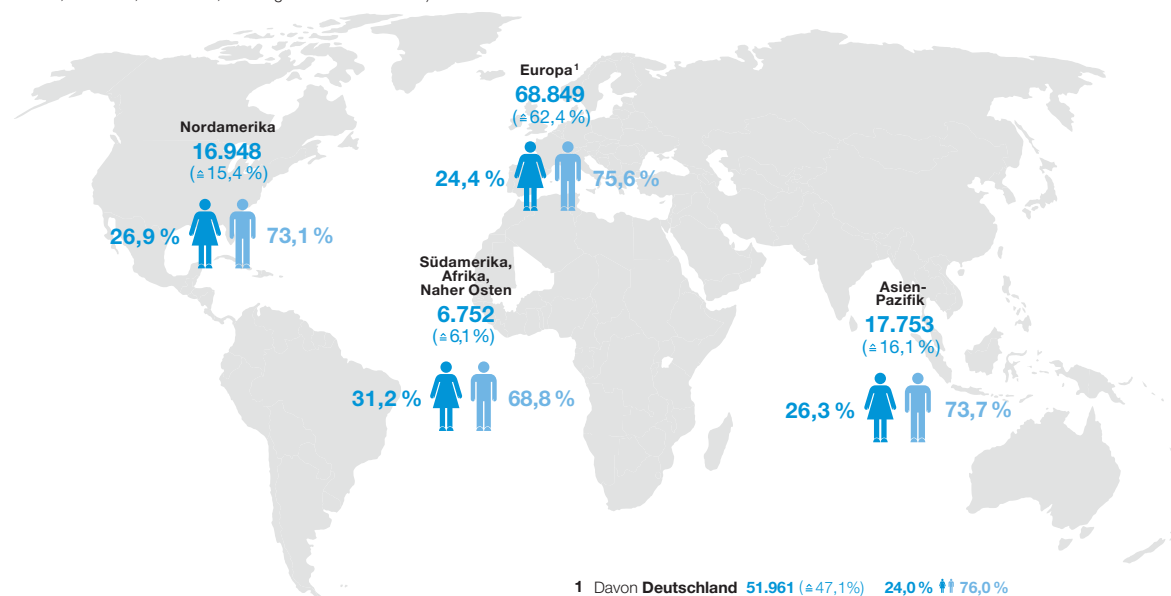 Europa¹
68.849
(≙62,4 %)
24,4 % 75,6 %
Nordamerika
16.948
(≙15,4 %)
26,9 % 73,1 %
Südamerika,
Afrika,
Naher Osten
6.752
(≙6,1 %)
31,2 % 68,8 %
Asien-
Pazifik
17.753
(≙16,1 %)
26,3 % 73,7 %
1 Davon Deutschland 51.961 (≙47,1%) 24,0 % 76,0 %